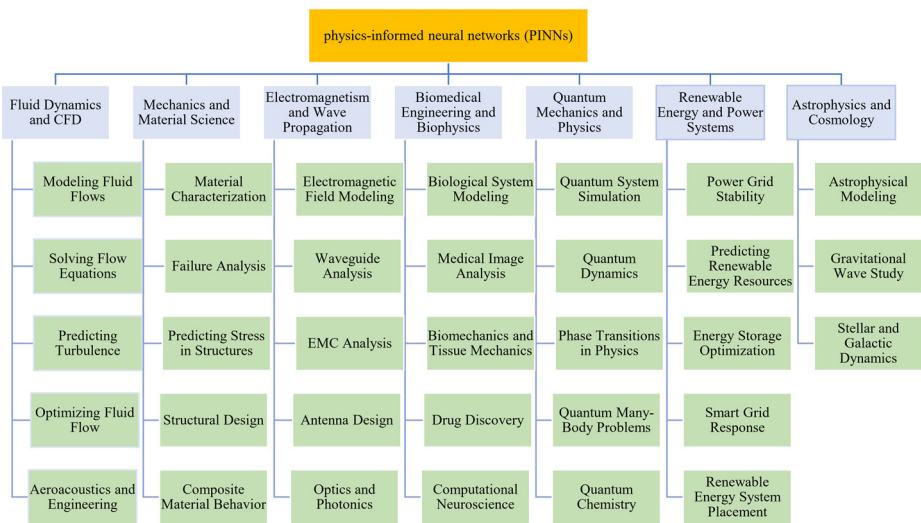 physics-informed neural networks (PINNs)
Fluid Dynamics
and CFD
Modeling Fluid
Flows
Solving Flow
Equations
Predicting
Turbulence
Optimizing Fluid
Flow
Aeroacoustics and
Engineering
Mechanics and
Material Science
Material
Characterization
Failure Analysis
Predicting Stress
in Structures
Structural Design
Composite
Material Behavior
Electromagnetism
and Wave
Propagation
Electromagnetic
Field Modeling
Waveguide
Analysis
EMC Analysis
Antenna Design
Optics and
Photonics
Biomedical
Engineering and
Biophysics
Biological System
Modeling
Medical Image
Analysis
Biomechanics and
Tissue Mechanics
Drug Discovery
Computational
Neuroscience
Quantum
Mechanics and
Physics
Quantum System
Simulation
Quantum
Dynamics
Phase Transitions
in Physics
Quantum Many-
Body Problems
Quantum
Chemistry
Renewable
Energy and Power
Systems
Power Grid
Stability
Predicting
Renewable
Energy Resources
Energy Storage
Optimization
Smart Grid
Response
Renewable
Energy System
Placement
Astrophysics and
Cosmology
Astrophysical
Modeling
Gravitational
Wave Study
Stellar and
Galactic Dynamics